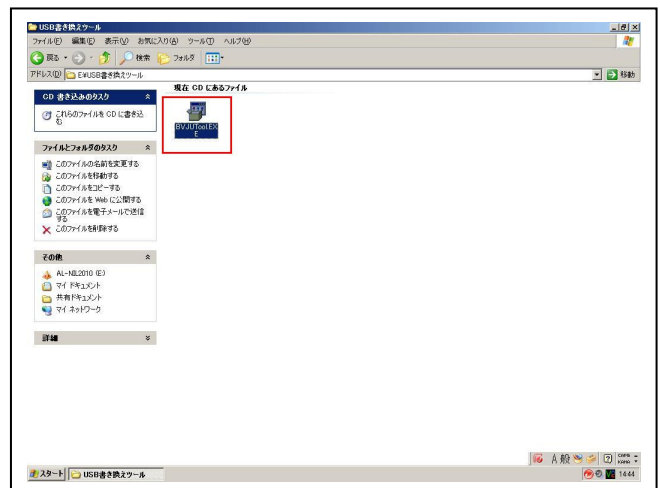 USB書き換えツール
ファイル(F) 編集(E) 表示(V) お気に入り(A) ツール(T) ヘルプ(H)
戻る 検索 フォルダ
アドレス(D) E:¥USB書き換えツール 移動
CD 書き込みのタスク
これらのファイルを CD に書き込
む
ファイルとフォルダのタスク
このファイルの名前を変更する
このファイルを移動する
このファイルをコピーする
このファイルを Web に公開する
このファイルを電子メールで送信
する
このファイルを削除する
その他
AL-NIL2010 (E:)
マイ ドキュメント
共有ドキュメント
マイ ネットワーク
詳細
現在 CD にあるファイル
BVJUTool.EX
E
A 般 CAPS
KANA
スタート USB書き換えツール 14:44